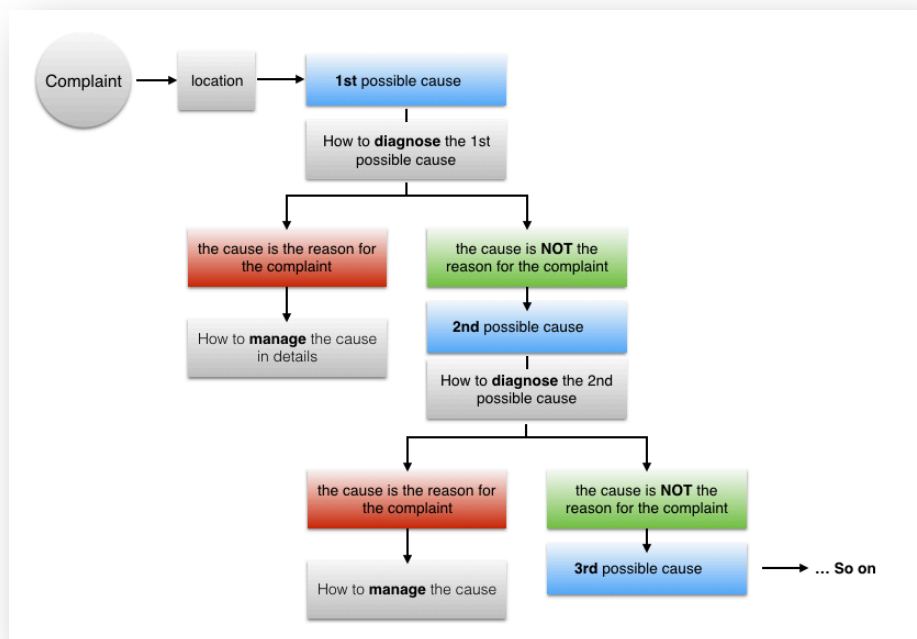 Complaint
location
1st possible cause
How to diagnose the 1st
possible cause
the cause is the reason for
the complaint
the cause is NOT the
reason for the complaint
How to manage the cause
in details
2nd possible cause
How to diagnose the 2nd
possible cause
the cause is the reason for
the complaint
the cause is NOT the
reason for the complaint
How to manage the cause
3rd possible cause
... So on